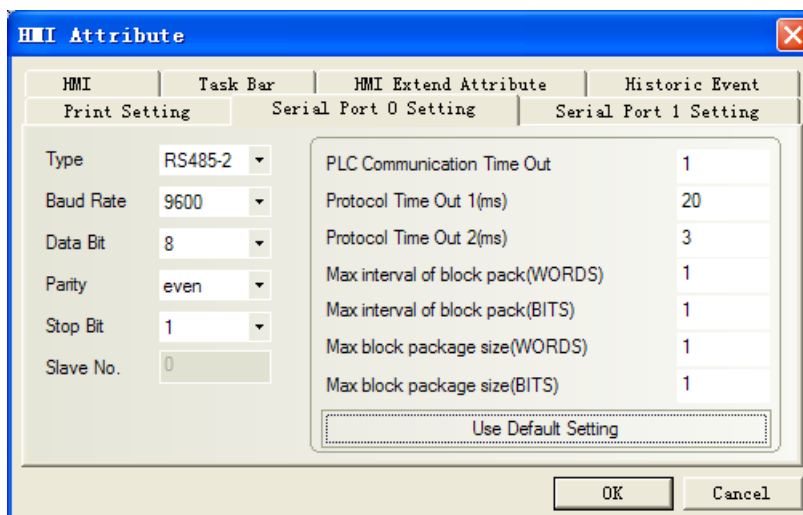 HMI Attribute
HMI Task Bar HMI Extend Attribute Historic Event
Print Setting Serial Port 0 Setting Serial Port 1 Setting
Type RS485-2
Baud Rate 9600
Data Bit 8
Parity even
Stop Bit 1
Slave No. 0
PLC Communication Time Out 1
Protocol Time Out 1(ms) 20
Protocol Time Out 2(ms) 3
Max interval of block pack(WORDS) 1
Max interval of block pack(BITS) 1
Max block package size(WORDS) 1
Max block package size(BITS) 1
Use Default Setting
OK Cancel